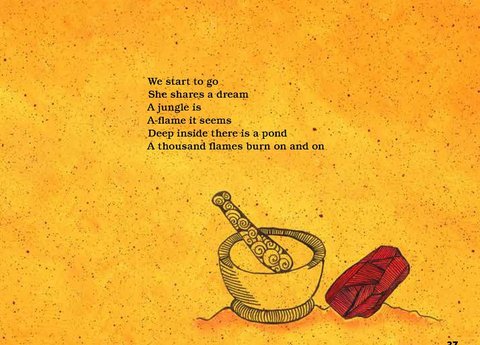 We start to go
She shares a dream
A jungle is
A-flame it seems
Deep inside there is a pond
A thousand flames burn on and on
27